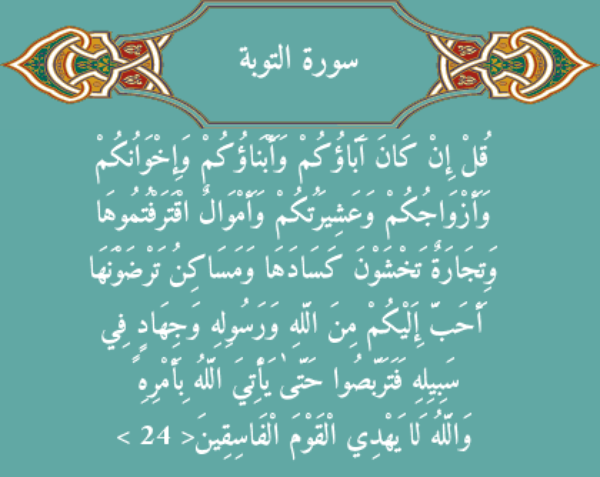 سورة التوبة
قُلْ إِنْ كَانَ آَبَاؤُكُمْ وَأَبْنَاؤُكُمْ وَإِخْوَانُكُمْ
وَأَزْوَاجُكُمْ وَعَشِيرَتُكُمْ وَأَمْوَالٌ اقْتَرَفْتُمُوهَا
وَتِجَارَةٌ تَخْشَوْنَ كَسَادَهَا وَمَسَاكِنُ تَرْضَوْنَهَا
أَحَبَّ إِلَيْكُمْ مِنَ اللَّهِ وَرَسُولِهِ وَجِهَادٍ فِي
سَبِيلِهِ فَتَرَبَّصُوا حَتَّىٰ يَأْتِيَ اللَّهُ بِأَمْرِهِ ۗ
وَاللَّهُ لَا يَهْدِي الْقَوْمَ الْفَاسِقِينَ< 24 >